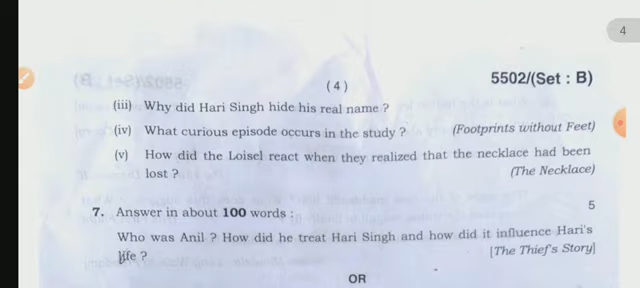 4
5502/(Set : B)
(4)
(iii) Why did Hari Singh hide his real name ?
(iv) What curious episode occurs in the study ? (Footprints without Feet)
(v) How did the Loisel react when they realized that the necklace had been
lost ? (The Necklace)
5
7. Answer in about 100 words :
Who was Anil ? How did he treat Hari Singh and how did it influence Hari's
life ? [The Thief's Story]
OR